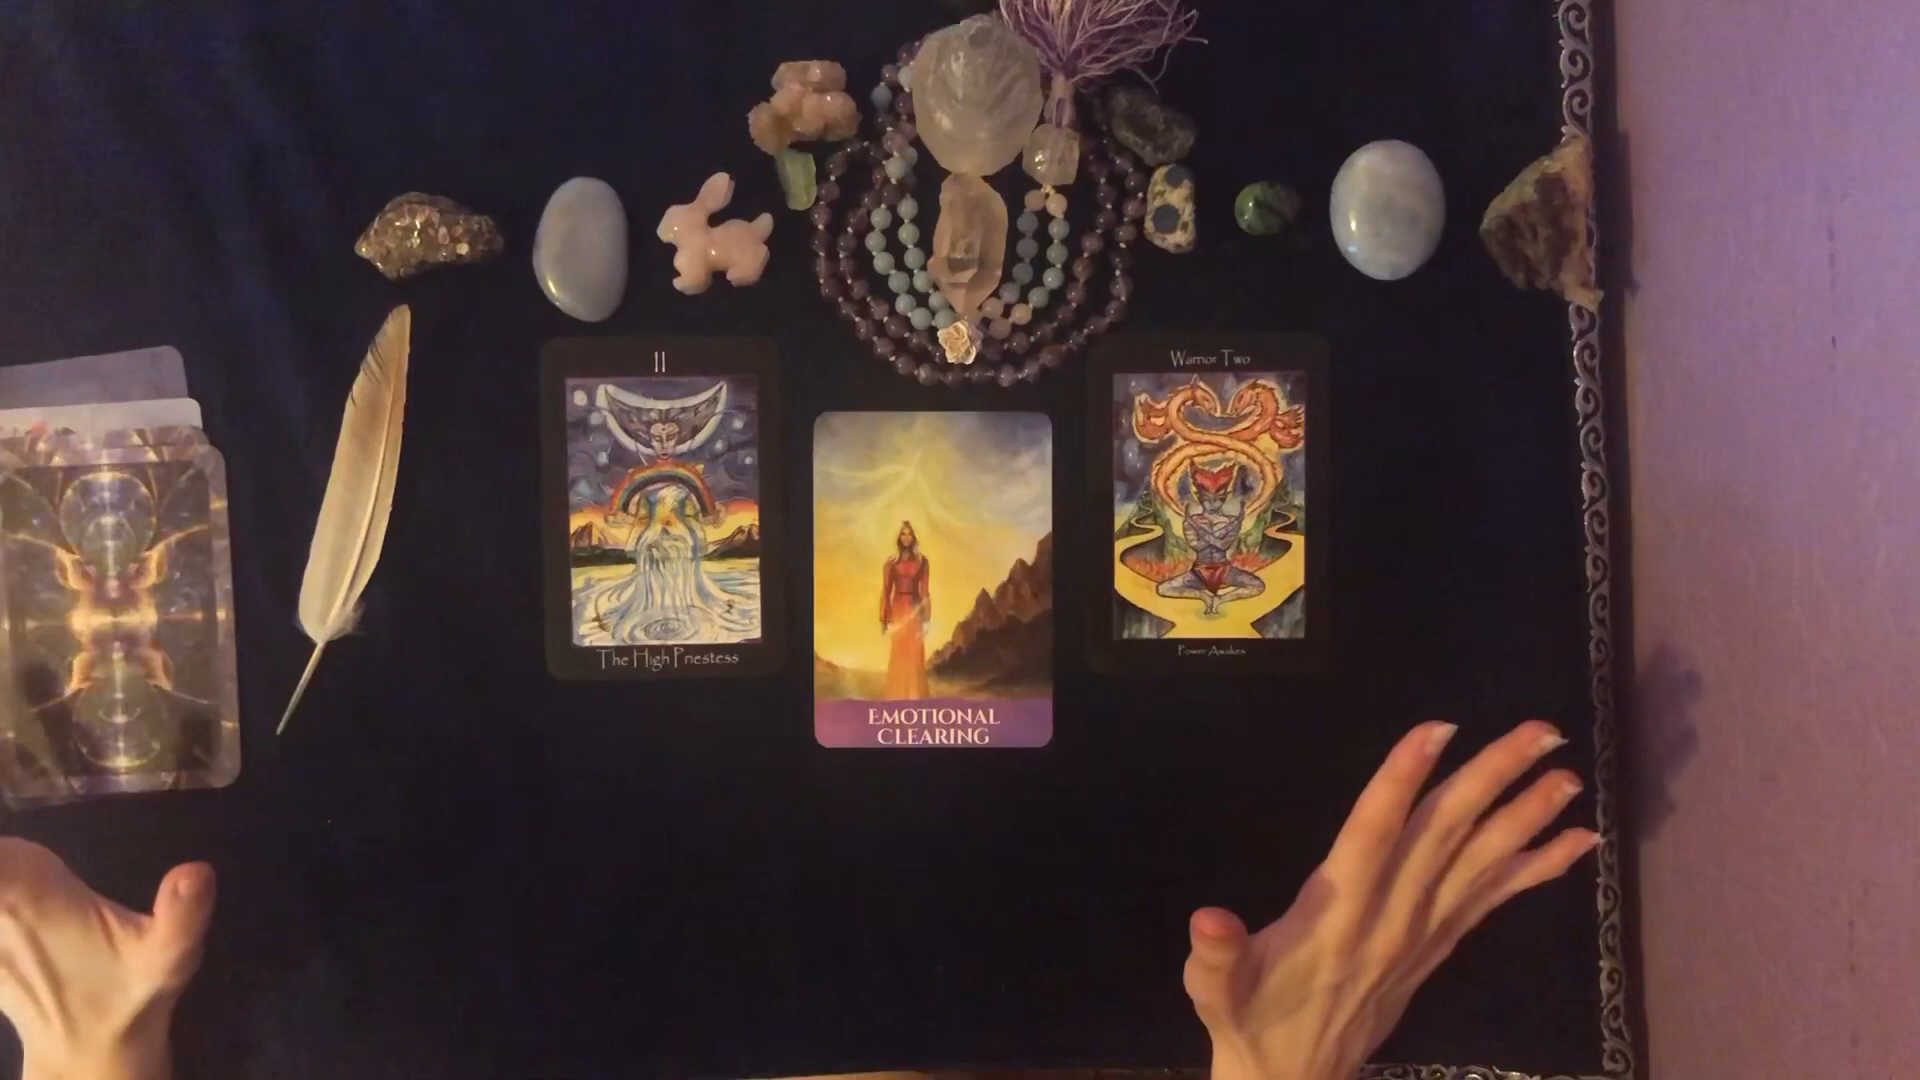 II
The High Priestess
EMOTIONAL
CLEARING
Warrior Two
Power Awakes